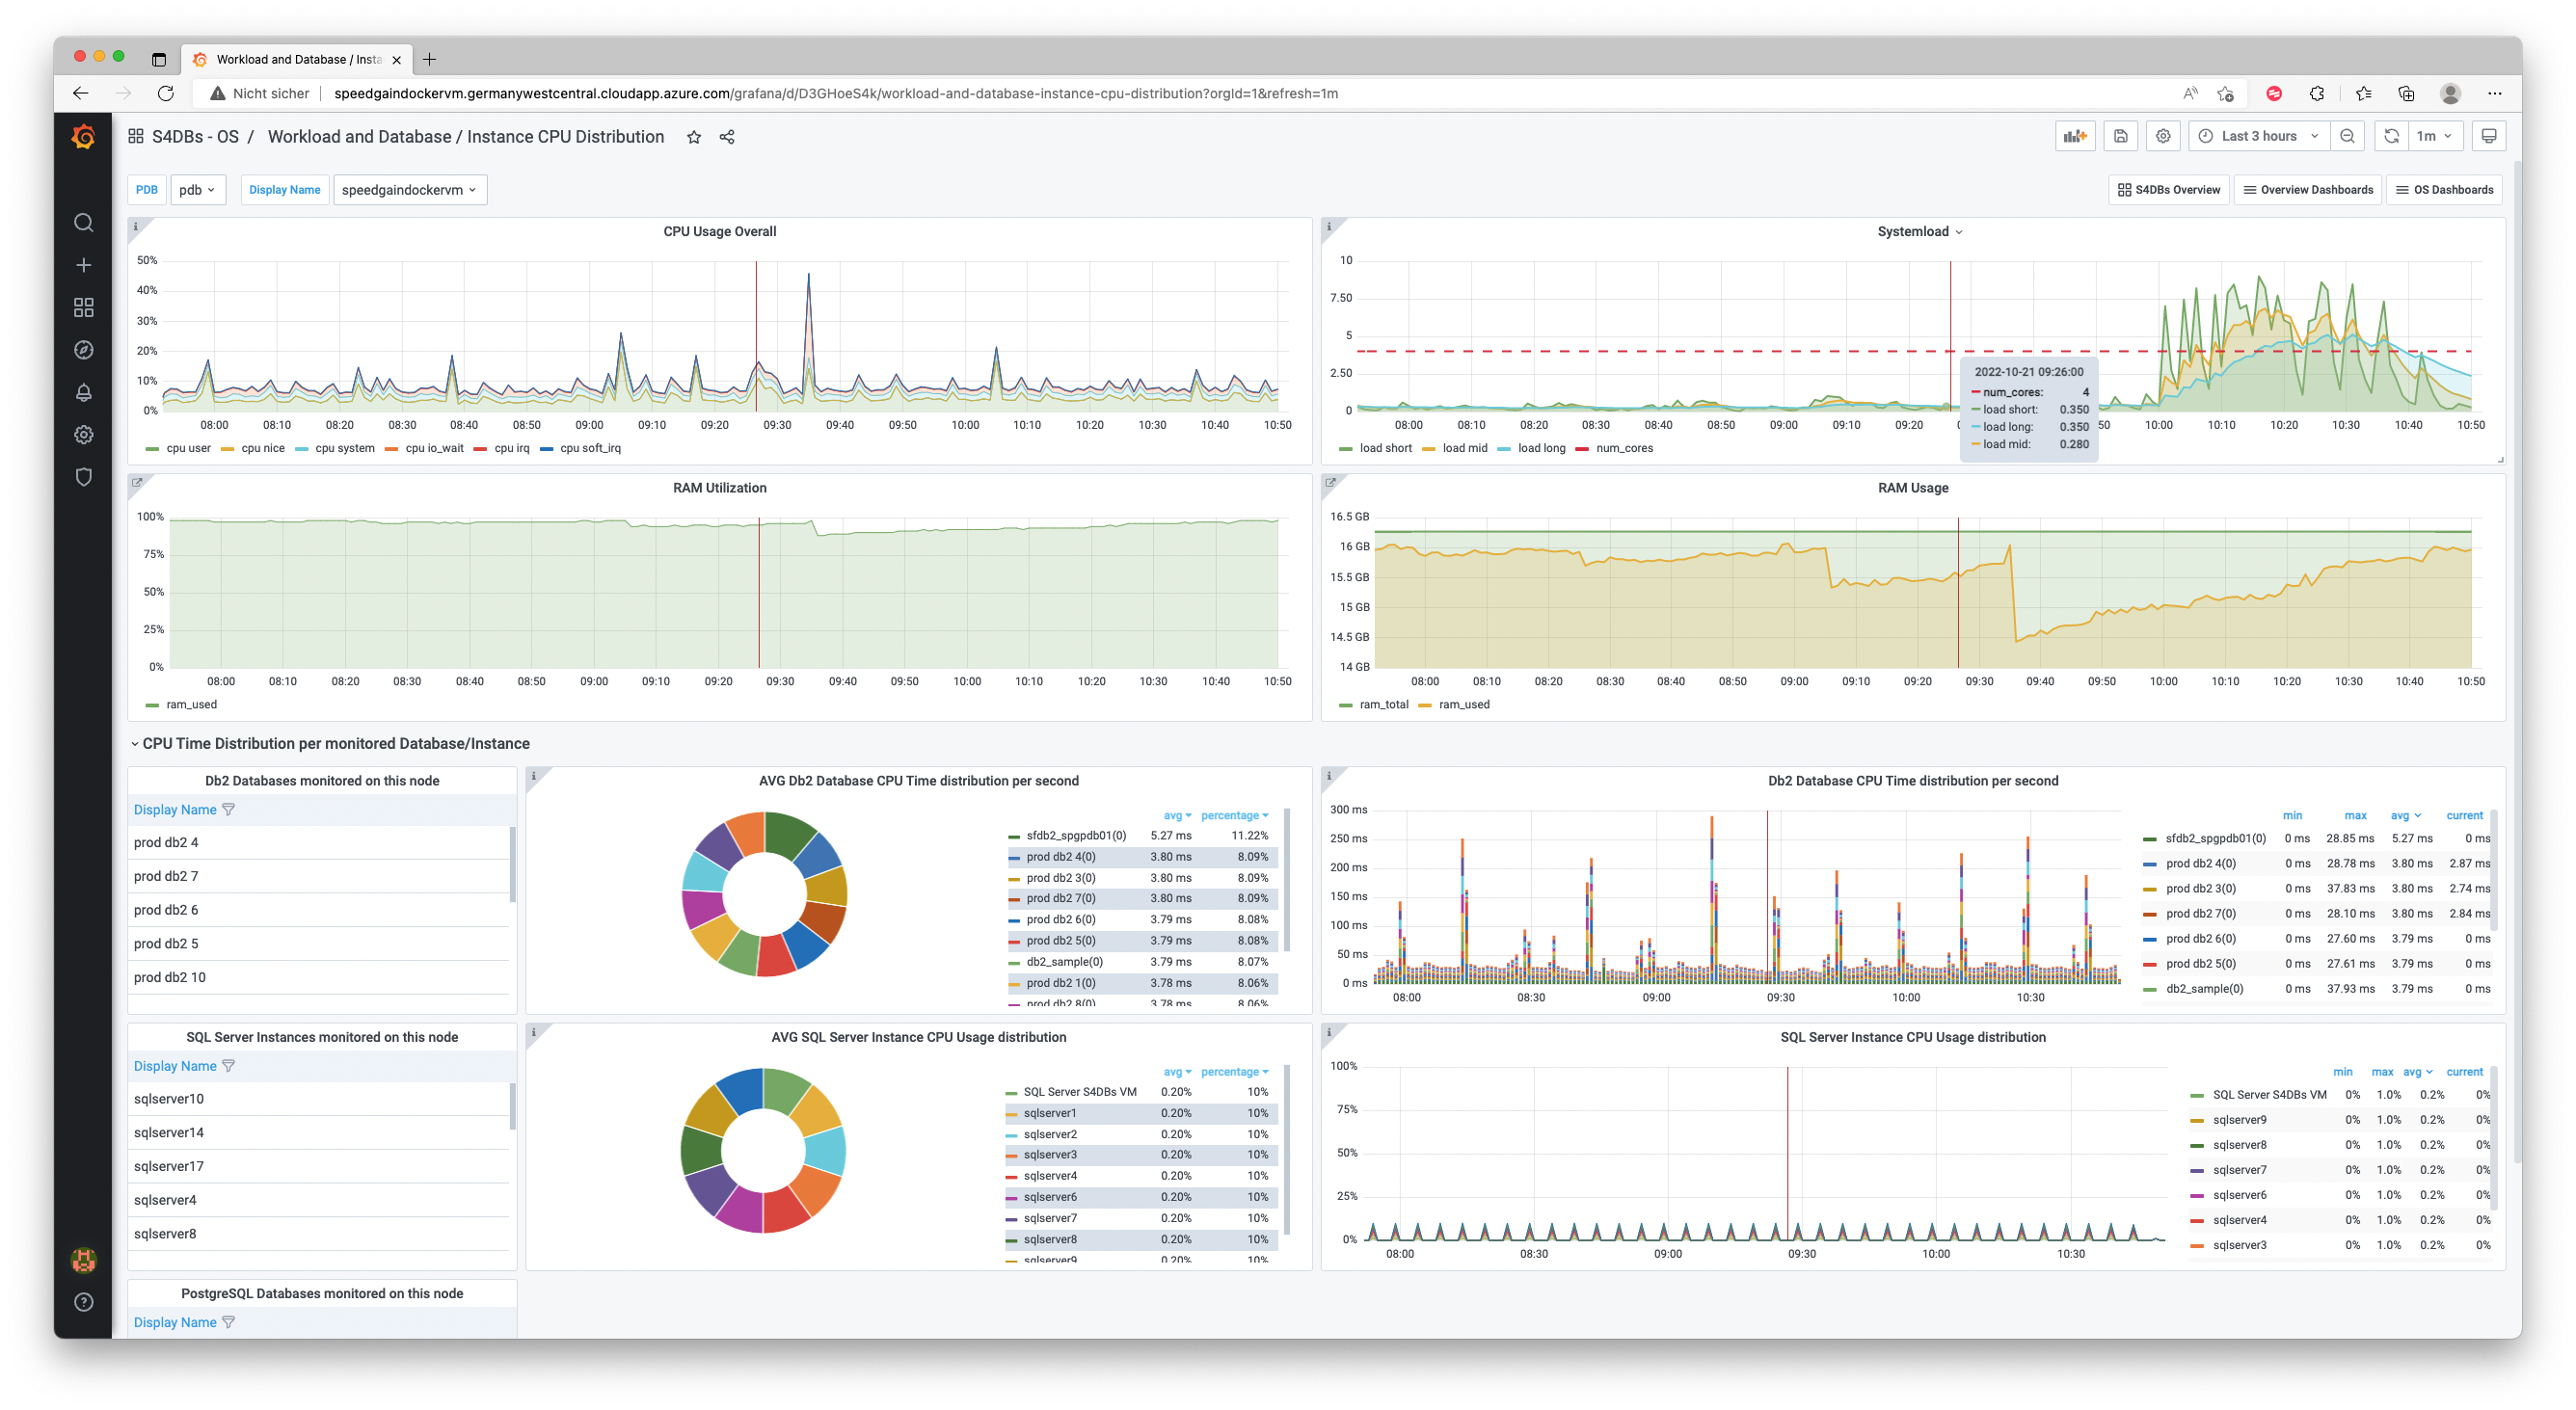 Workload and Database / Insta
Nicht sicher
speedgaindockervm.germanywestcentral.cloudapp.azure.com/grafana/d/D3GHoeS4k/workload-and-database-instance-cpu-distribution?orgId=1&refresh=1m
S4DBs - OS / Workload and Database / Instance CPU Distribution
Last 3 hours
1m
PDB pdb Display Name speedgaindockervm
S4DBs Overview Overview Dashboards OS Dashboards
CPU Usage Overall
50%
40%
30%
20%
10%
0%
08:00 08:10 08:20 08:30 08:40 08:50 09:00 09:10 09:20 09:30 09:40 09:50 10:00 10:10 10:20 10:30 10:40 10:50
cpu user cpu nice cpu system cpu io_wait cpu irq cpu soft_irq
Systemload
10
7.50
5
2.50
0
08:00 08:10 08:20 08:30 08:40 08:50 09:00 09:10 09:20 0 50 10:00 10:10 10:20 10:30 10:40 10:50
load short load mid load long num_cores
2022-10-21 09:26:00
num_cores: 4
load short: 0.350
load long: 0.350
load mid: 0.280
RAM Utilization
100%
75%
50%
25%
0%
08:00 08:10 08:20 08:30 08:40 08:50 09:00 09:10 09:20 09:30 09:40 09:50 10:00 10:10 10:20 10:30 10:40 10:50
ram_used
RAM Usage
16.5 GB
16 GB
15.5 GB
15 GB
14.5 GB
14 GB
08:00 08:10 08:20 08:30 08:40 08:50 09:00 09:10 09:20 09:30 09:40 09:50 10:00 10:10 10:20 10:30 10:40 10:50
ram_total ram_used
CPU Time Distribution per monitored Database/Instance
Db2 Databases monitored on this node
Display Name
prod db2 4
prod db2 7
prod db2 6
prod db2 5
prod db2 10
AVG Db2 Database CPU Time distribution per second
avg percentage
sfdb2_spgpdb01(0) 5.27 ms 11.22%
prod db2 4(0) 3.80 ms 8.09%
prod db2 3(0) 3.80 ms 8.09%
prod db2 7(0) 3.80 ms 8.09%
prod db2 6(0) 3.79 ms 8.08%
prod db2 5(0) 3.79 ms 8.08%
db2_sample(0) 3.79 ms 8.07%
prod db2 1(0) 3.78 ms 8.06%
prod db2 8(0) 3.78 ms 8.06%
Db2 Database CPU Time distribution per second
300 ms
250 ms
200 ms
150 ms
100 ms
50 ms
0 ms
08:00 08:30 09:00 09:30 10:00 10:30
min max avg current
sfdb2_spgpdb01(0) 0 ms 28.85 ms 5.27 ms 0 ms
prod db2 4(0) 0 ms 28.78 ms 3.80 ms 2.87 ms
prod db2 3(0) 0 ms 37.83 ms 3.80 ms 2.74 ms
prod db2 7(0) 0 ms 28.10 ms 3.80 ms 2.84 ms
prod db2 6(0) 0 ms 27.60 ms 3.79 ms 0 ms
prod db2 5(0) 0 ms 27.61 ms 3.79 ms 0 ms
db2_sample(0) 0 ms 37.93 ms 3.79 ms 0 ms
SQL Server Instances monitored on this node
Display Name
sqlserver10
sqlserver14
sqlserver17
sqlserver4
sqlserver8
AVG SQL Server Instance CPU Usage distribution
avg percentage
SQL Server S4DBs VM 0.20% 10%
sqlserver1 0.20% 10%
sqlserver2 0.20% 10%
sqlserver3 0.20% 10%
sqlserver4 0.20% 10%
sqlserver6 0.20% 10%
sqlserver7 0.20% 10%
sqlserver8 0.20% 10%
sqlserver9 0.20% 10%
SQL Server Instance CPU Usage distribution
100%
75%
50%
25%
0%
08:00 08:30 09:00 09:30 10:00 10:30
min max avg current
SQL Server S4DBs VM 0% 1.0% 0.2% 0%
sqlserver9 0% 1.0% 0.2% 0%
sqlserver8 0% 1.0% 0.2% 0%
sqlserver7 0% 1.0% 0.2% 0%
sqlserver6 0% 1.0% 0.2% 0%
sqlserver4 0% 1.0% 0.2% 0%
sqlserver3 0% 1.0% 0.2% 0%
PostgreSQL Databases monitored on this node
Display Name